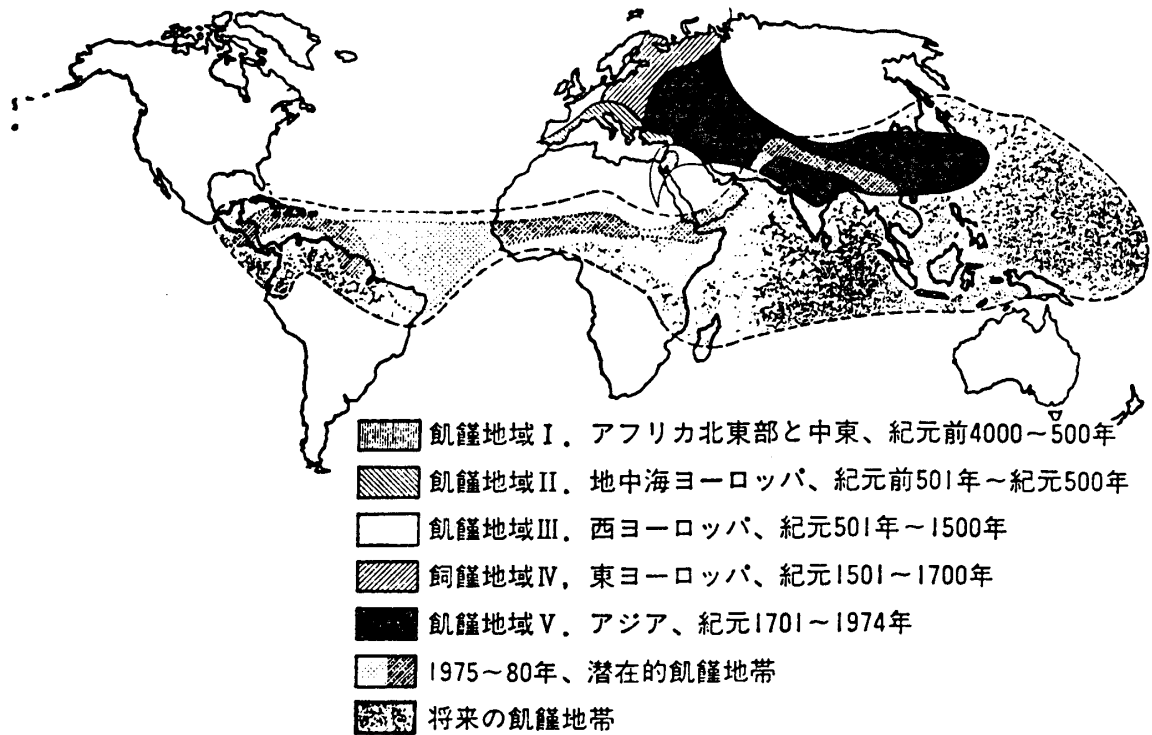 飢饉地域Ⅰ. アフリカ北東部と中東、紀元前4000～500年
飢饉地域Ⅱ. 地中海ヨーロッパ、紀元前501年～紀元500年
飢饉地域Ⅲ. 西ヨーロッパ、紀元501年～1500年
飼饉地域Ⅳ. 東ヨーロッパ、紀元1501～1700年
飢饉地域Ⅴ. アジア、紀元1701～1974年
1975～80年、潜在的飢饉地帯
将来の飢饉地帯